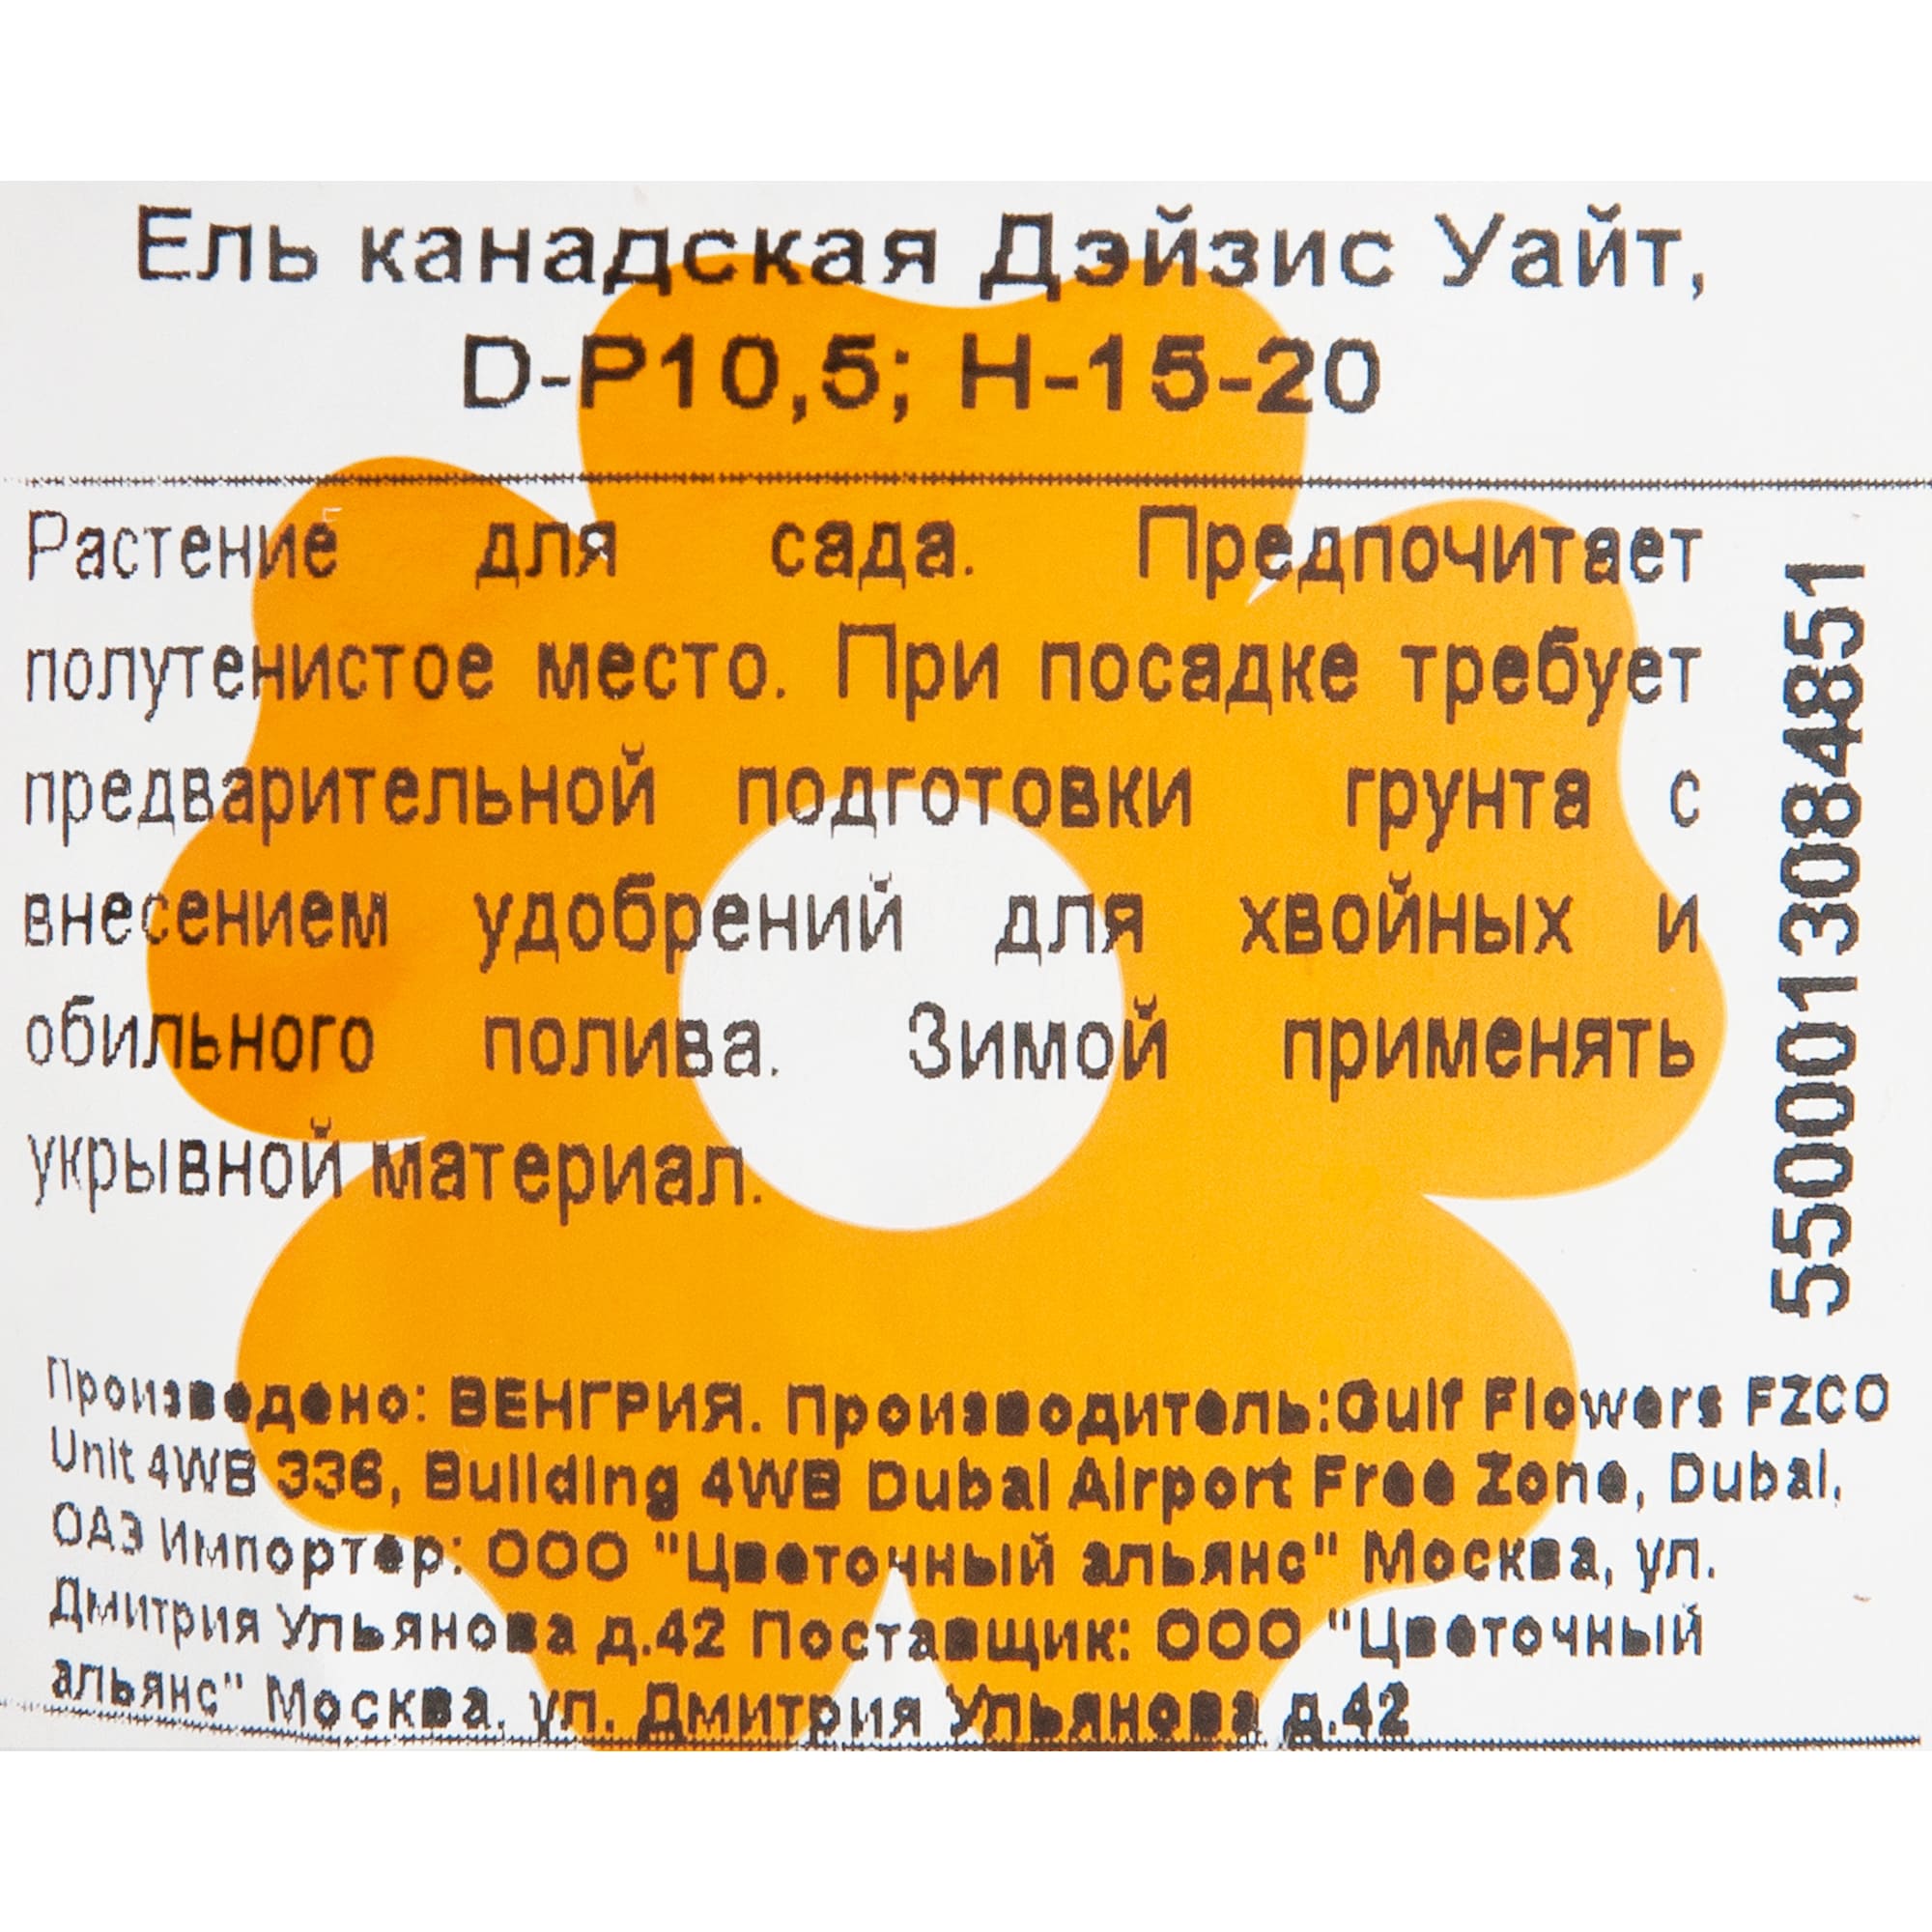 Ель канадская Дэйзис Уайт,
D-P10,5; H-15-20
Растение для сада. Предпочитает
полутенистое место. При посадке требует
предварительной подготовки грунта с
внесением удобрений для хвойных и
обильного полива. Зимой применять
укрывной материал.
5500013084851
Произведено: ВЕНГРИЯ. Производитель:Gulf Flowers FZCO
Unit 4WB 336, Building 4WB Dubai Airport Free Zone, Dubai,
ОАЭ Импортер: ООО "Цветочный альянс" Москва, ул.
Дмитрия Ульянова д.42 Поставщик: ООО "Цветочный
альянс" Москва, ул. Дмитрия Ульянова д.42